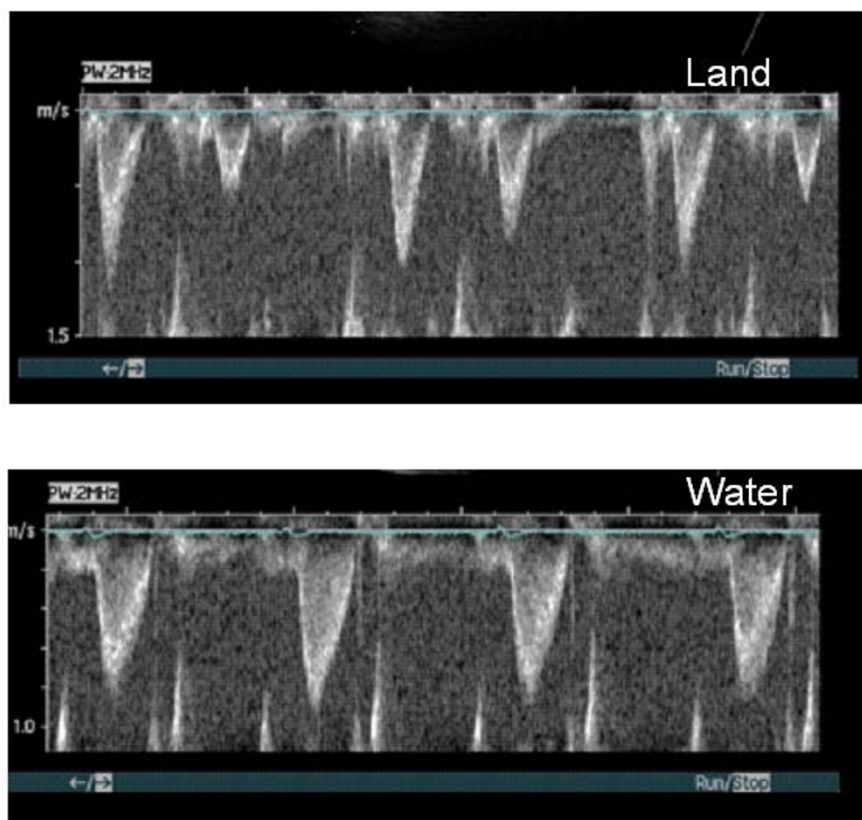 Land
PW:2MHz
m/s
1.5
←/→ Run/Stop
Water
PW:2MHz
m/s
1.0
←/→ Run/Stop